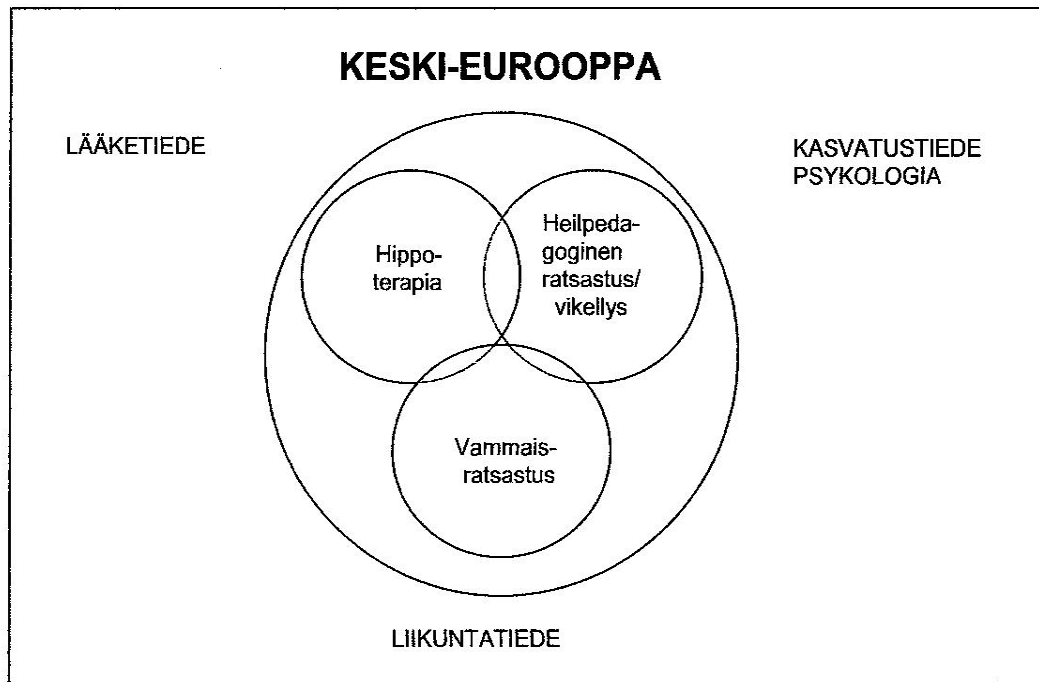 KESKI-EUROOPPA
LÄÄKETIEDE
KASVATUSTIEDE
PSYKOLOGIA
Hippo-
terapia
Heilpeda-
goginen
ratsastus/
vikellys
Vammais-
ratsastus
LIIKUNTATIEDE